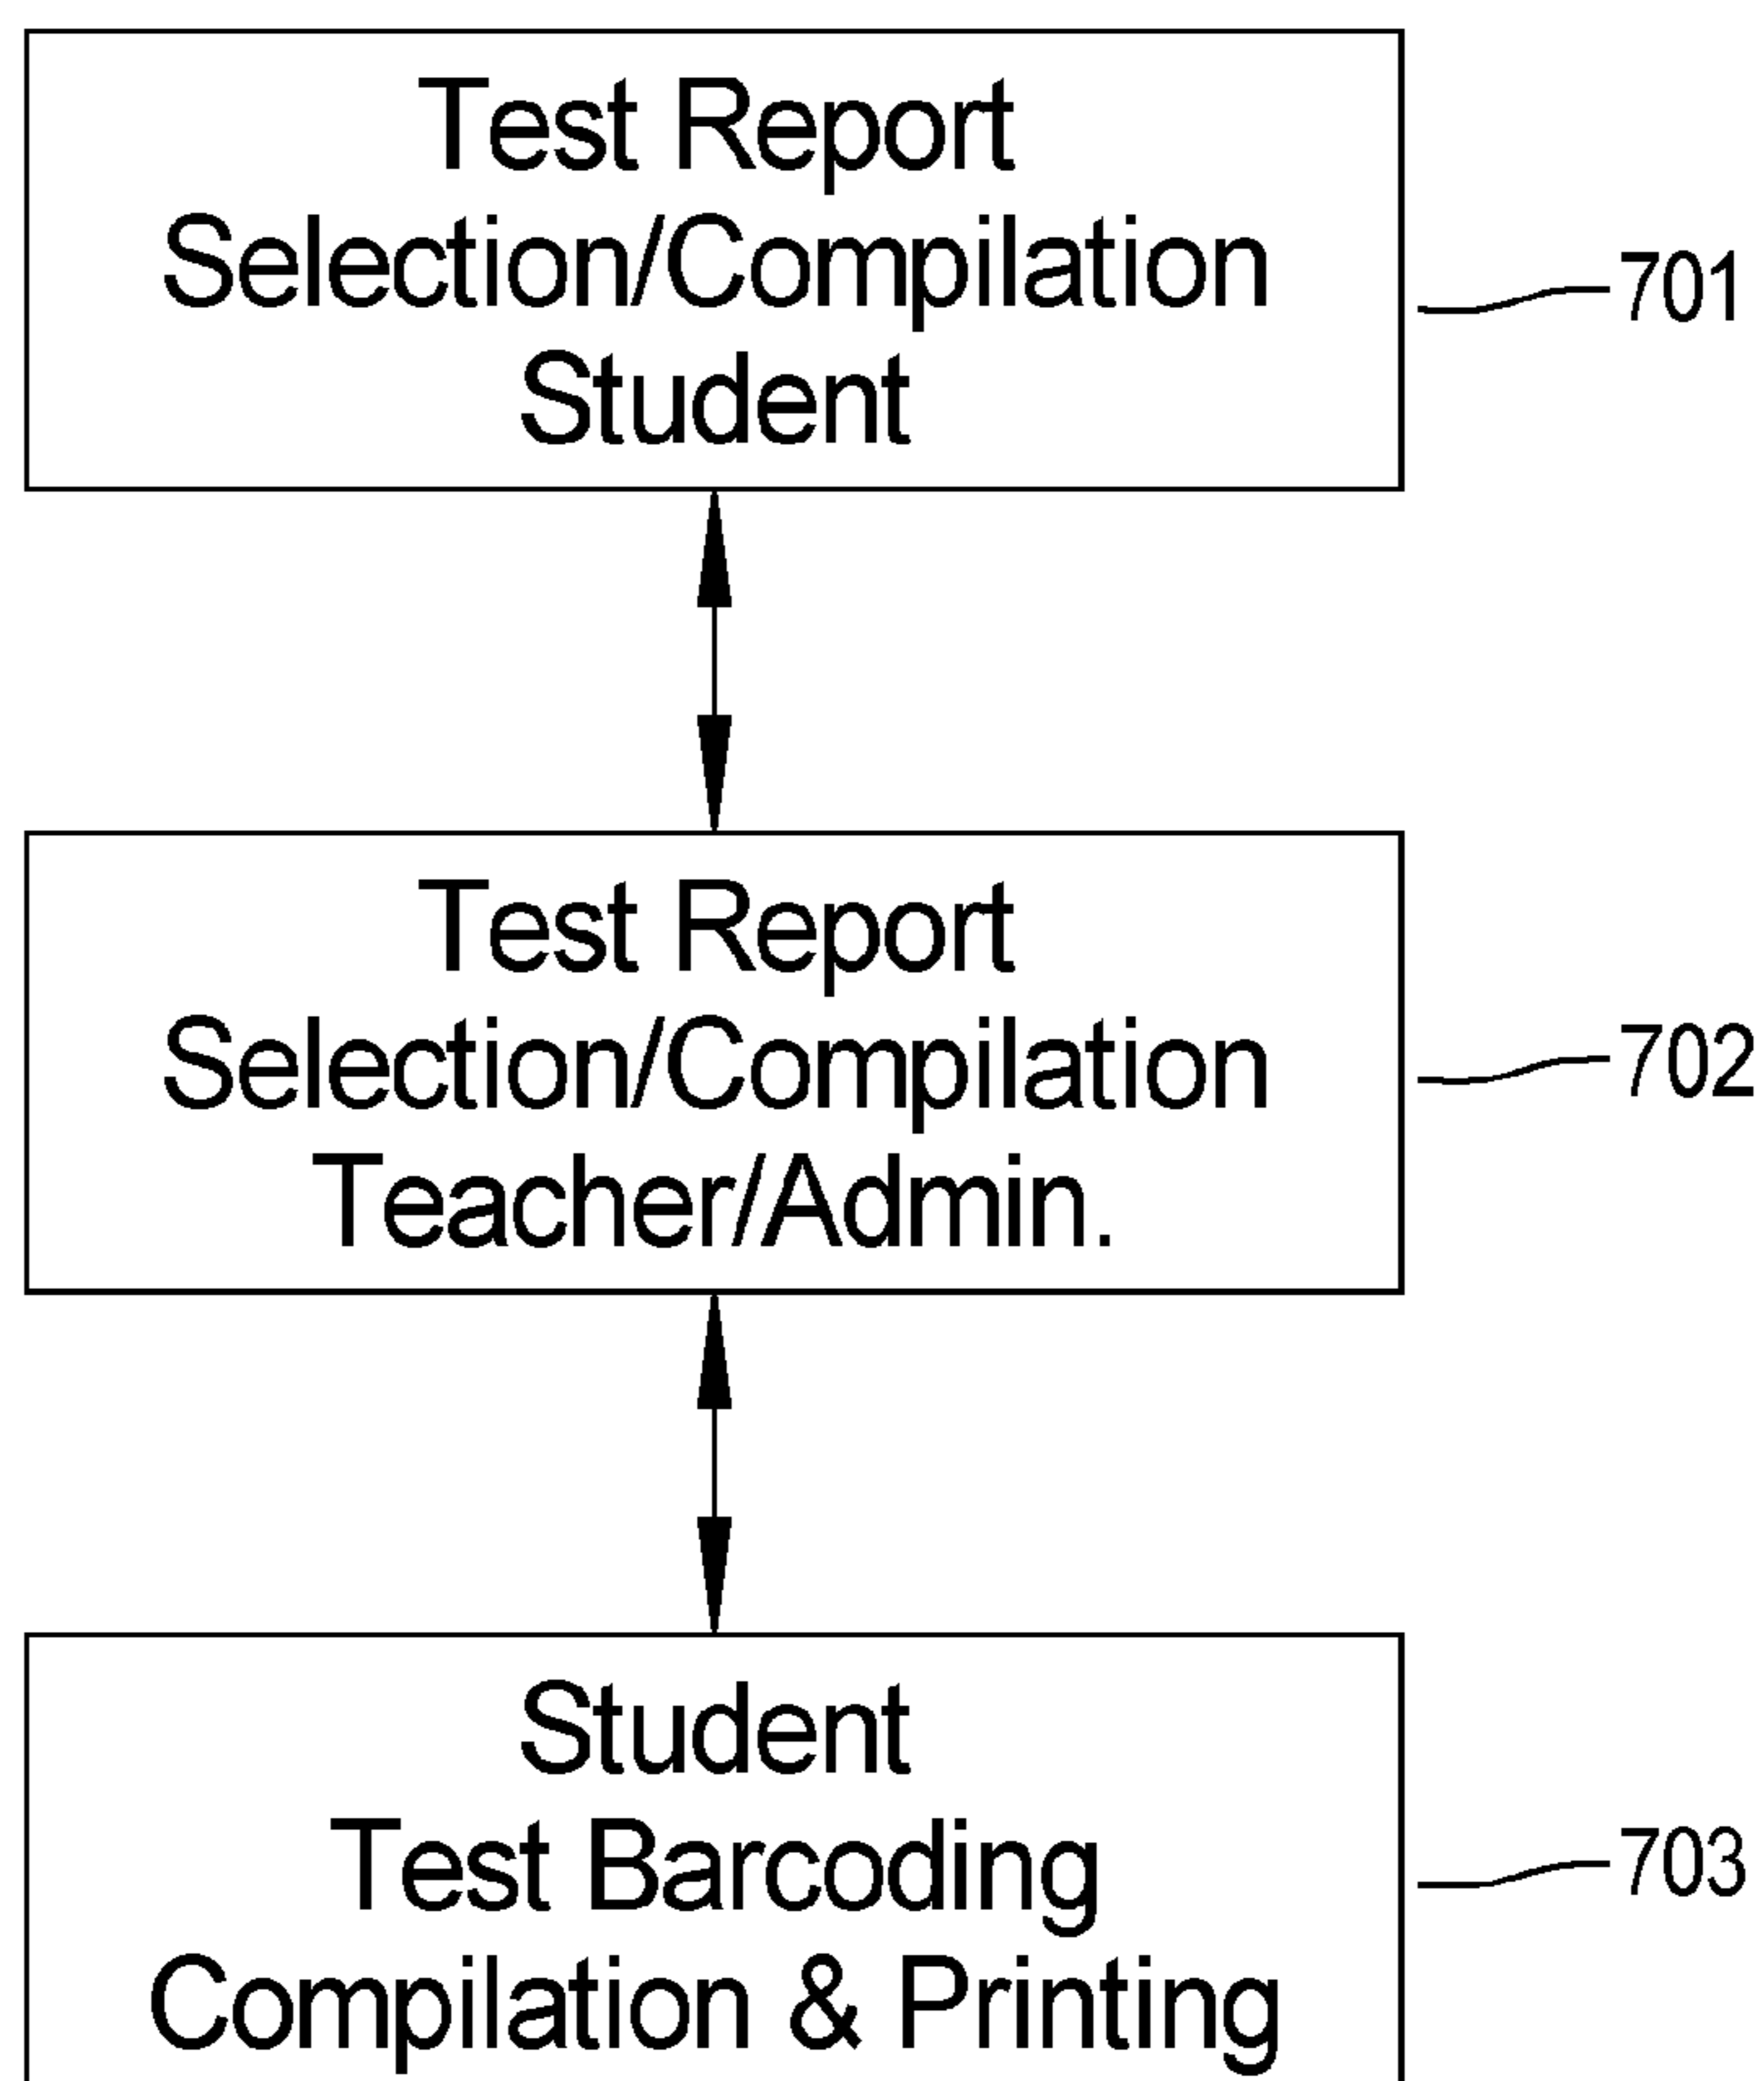 Test Report
Selection/Compilation
Student
701
Test Report
Selection/Compilation
Teacher/Admin.
702
Student
Test Barcoding
Compilation & Printing
703